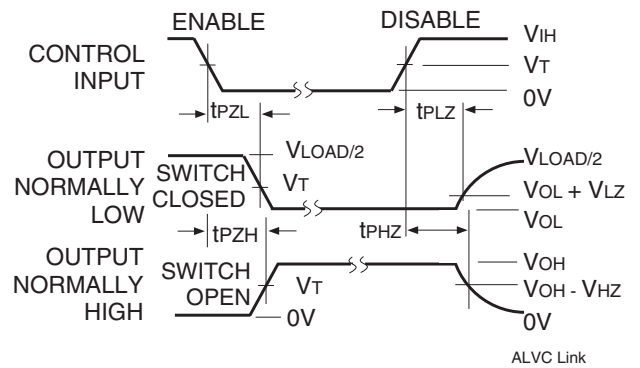 ENABLE
DISABLE
CONTROL
INPUT
VIH
VT
0V
tPZL
tPLZ
OUTPUT
NORMALLY
LOW
SWITCH
CLOSED
VLOAD/2
VT
VLOAD/2
VOL + VLZ
VOL
tPZH
tPHZ
OUTPUT
NORMALLY
HIGH
SWITCH
OPEN
VT
0V
VOH
VOH - VHZ
0V
ALVC Link